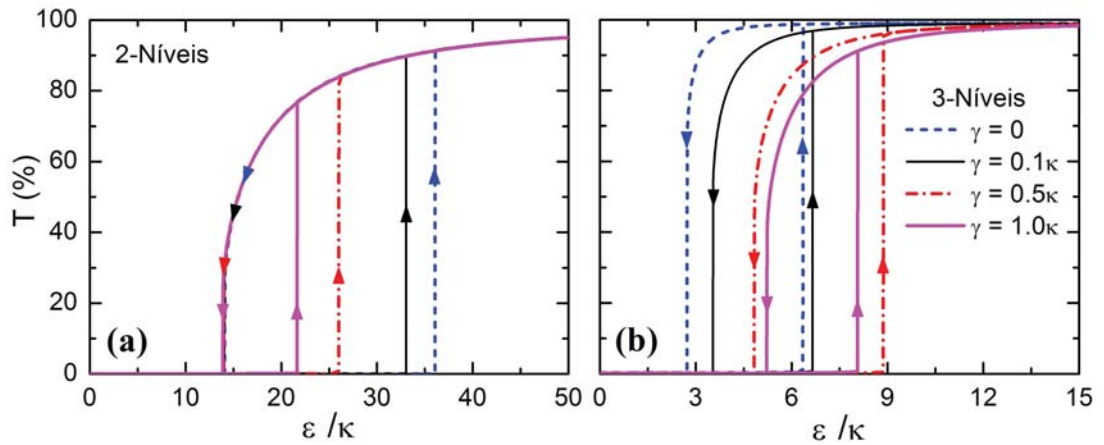 100
80
60
40
20
0
T (%)
2-Níveis
(a)
0 10 20 30 40 50
ε /κ
3-Níveis
γ = 0
γ = 0.1κ
γ = 0.5κ
γ = 1.0κ
(b)
0 3 6 9 12 15
ε/κ